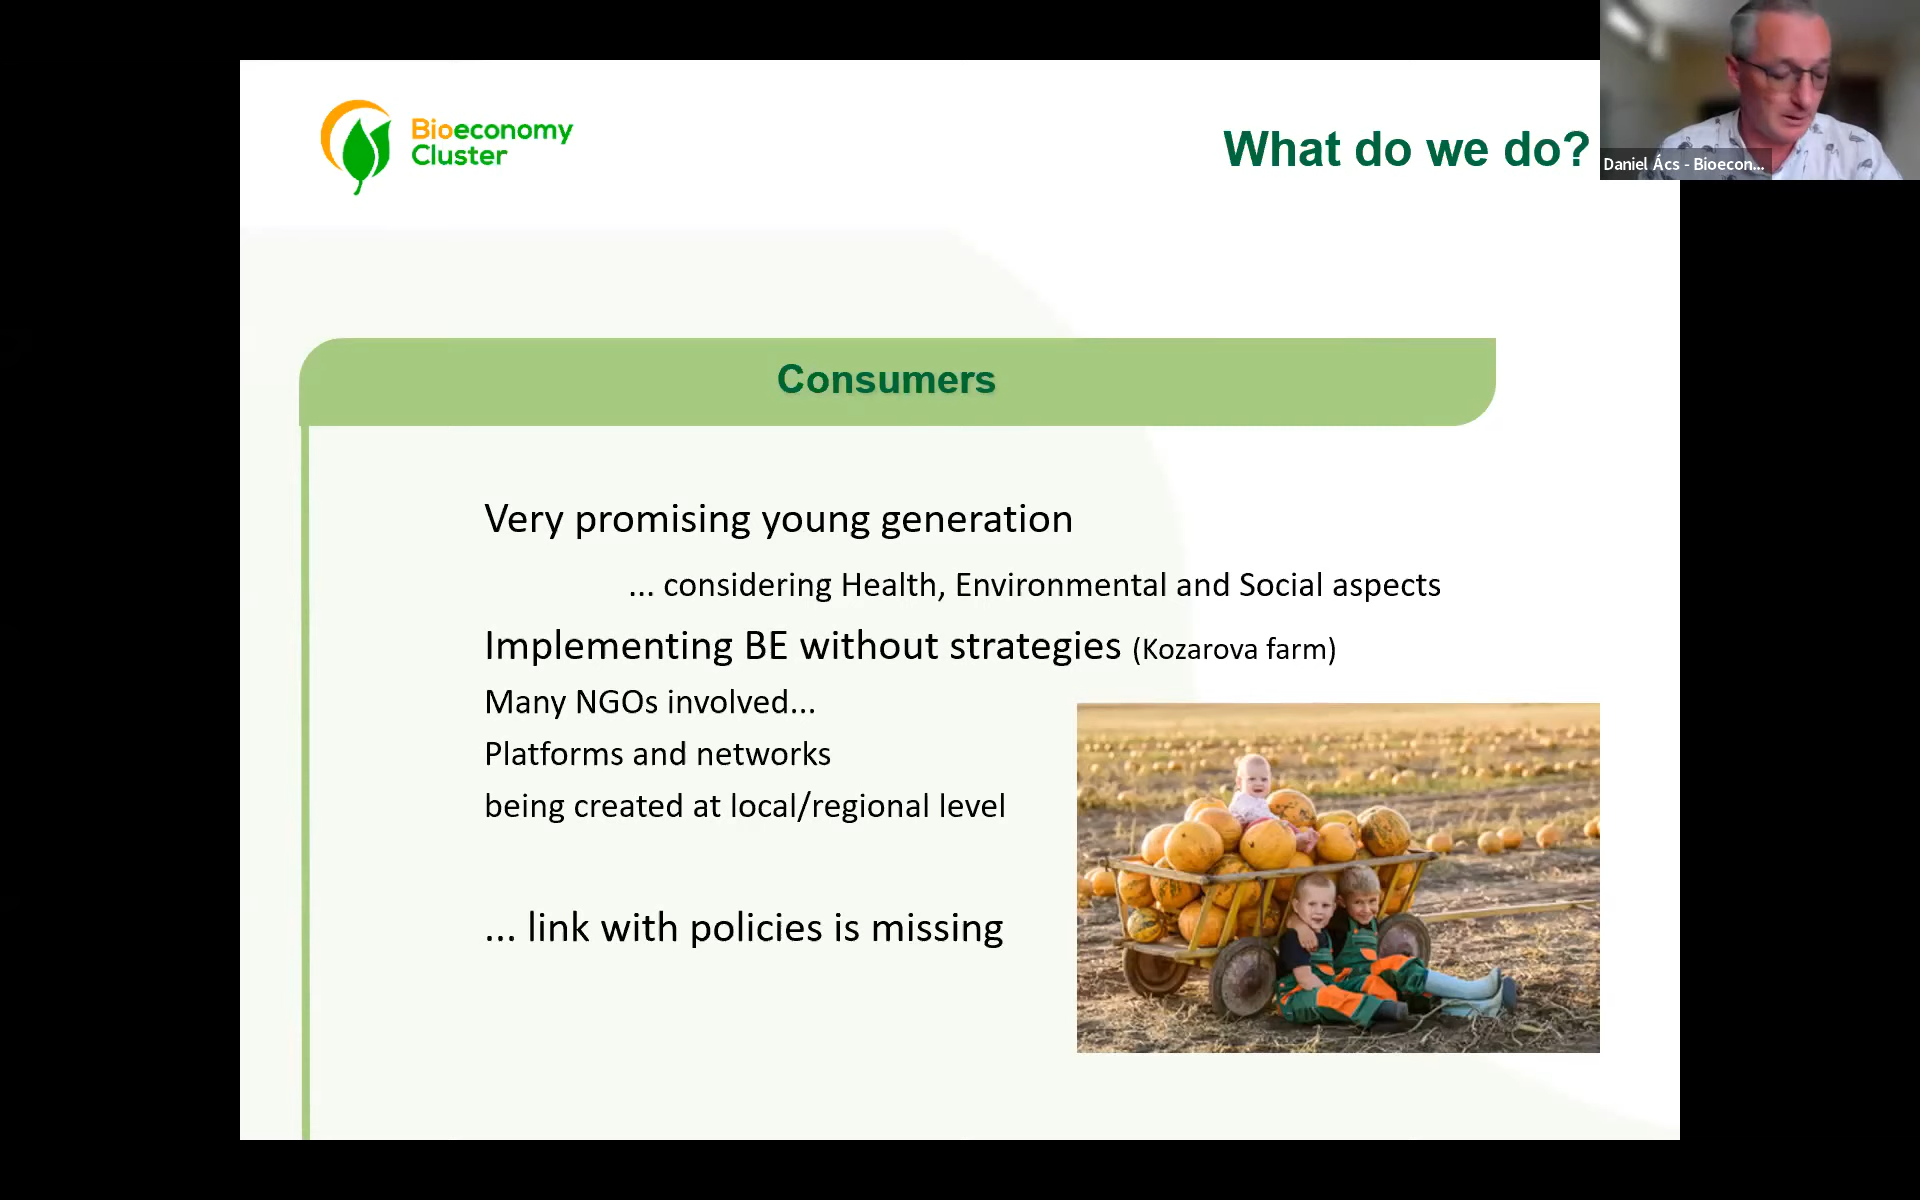 Bioeconomy
Cluster
What do we do?
Daniel Ács - Bioecon...
Consumers
Very promising young generation
... considering Health, Environmental and Social aspects
Implementing BE without strategies (Kozarova farm)
Many NGOs involved...
Platforms and networks
being created at local/regional level
... link with policies is missing